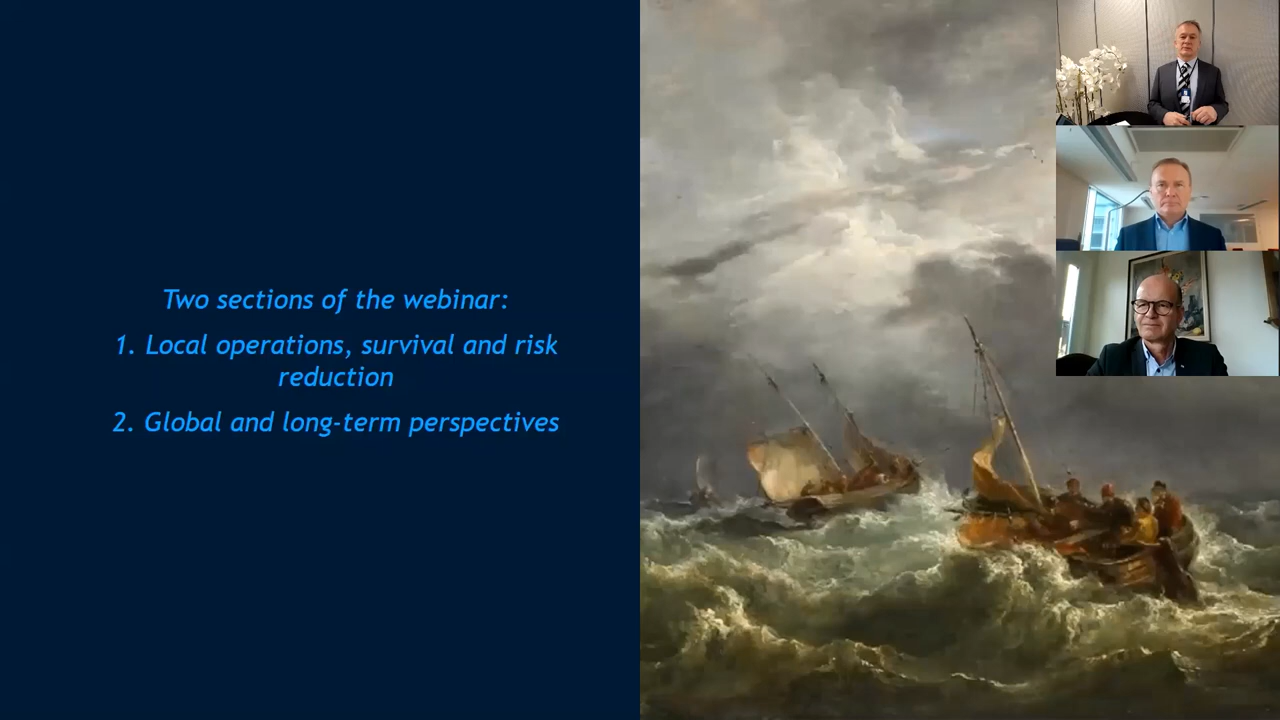 Two sections of the webinar:
1. Local operations, survival and risk
reduction
2. Global and long-term perspectives